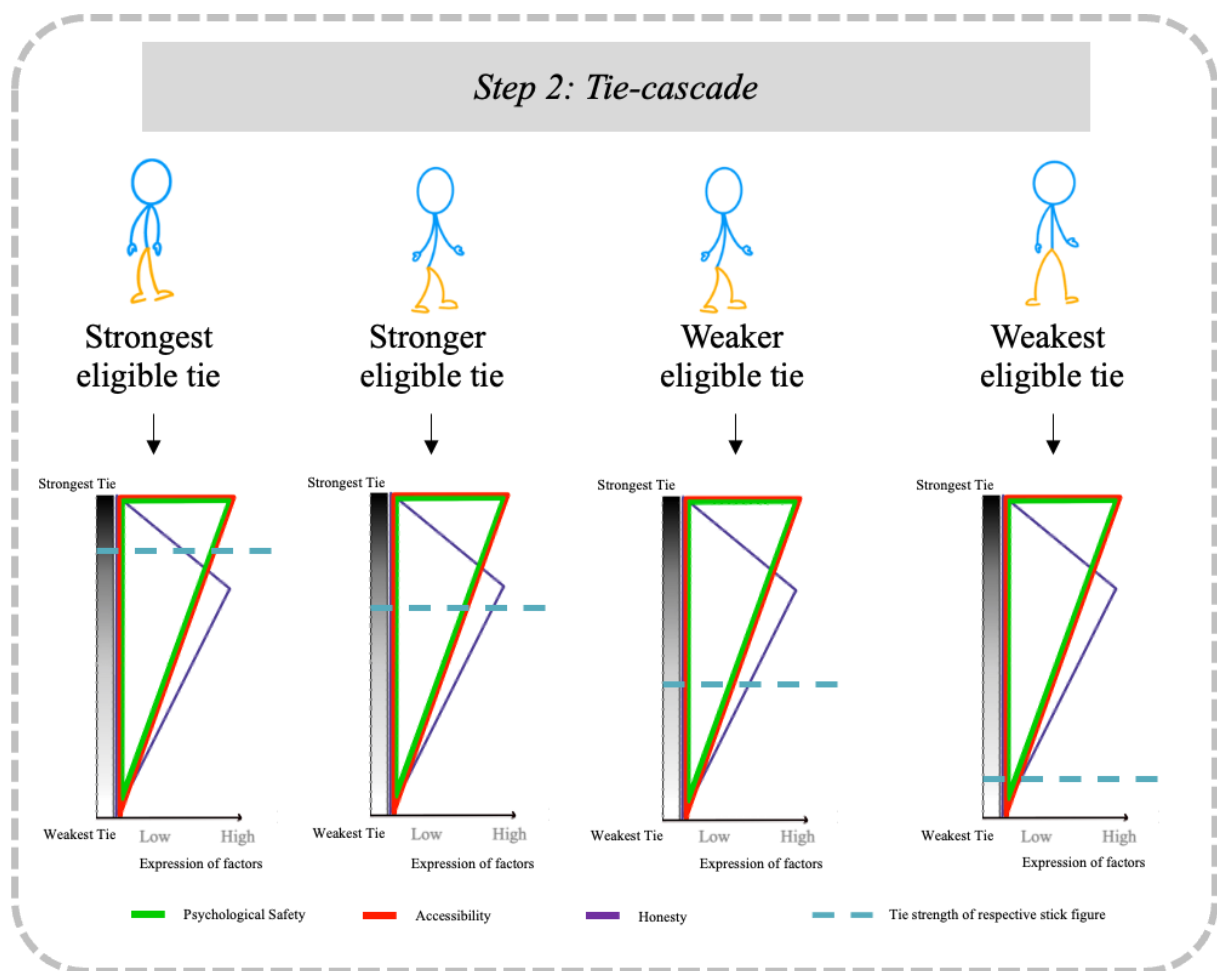 Step 2: Tie-cascade
Strongest
eligible tie
Stronger
eligible tie
Weaker
eligible tie
Weakest
eligible tie
Strongest Tie
Weakest Tie
Low
High
Expression of factors
Strongest Tie
Weakest Tie
Low
High
Expression of factors
Strongest Tie
Weakest Tie
Low
High
Expression of factors
Strongest Tie
Weakest Tie
Low
High
Expression of factors
Psychological Safety
Accessibility
Honesty
Tie strength of respective stick figure